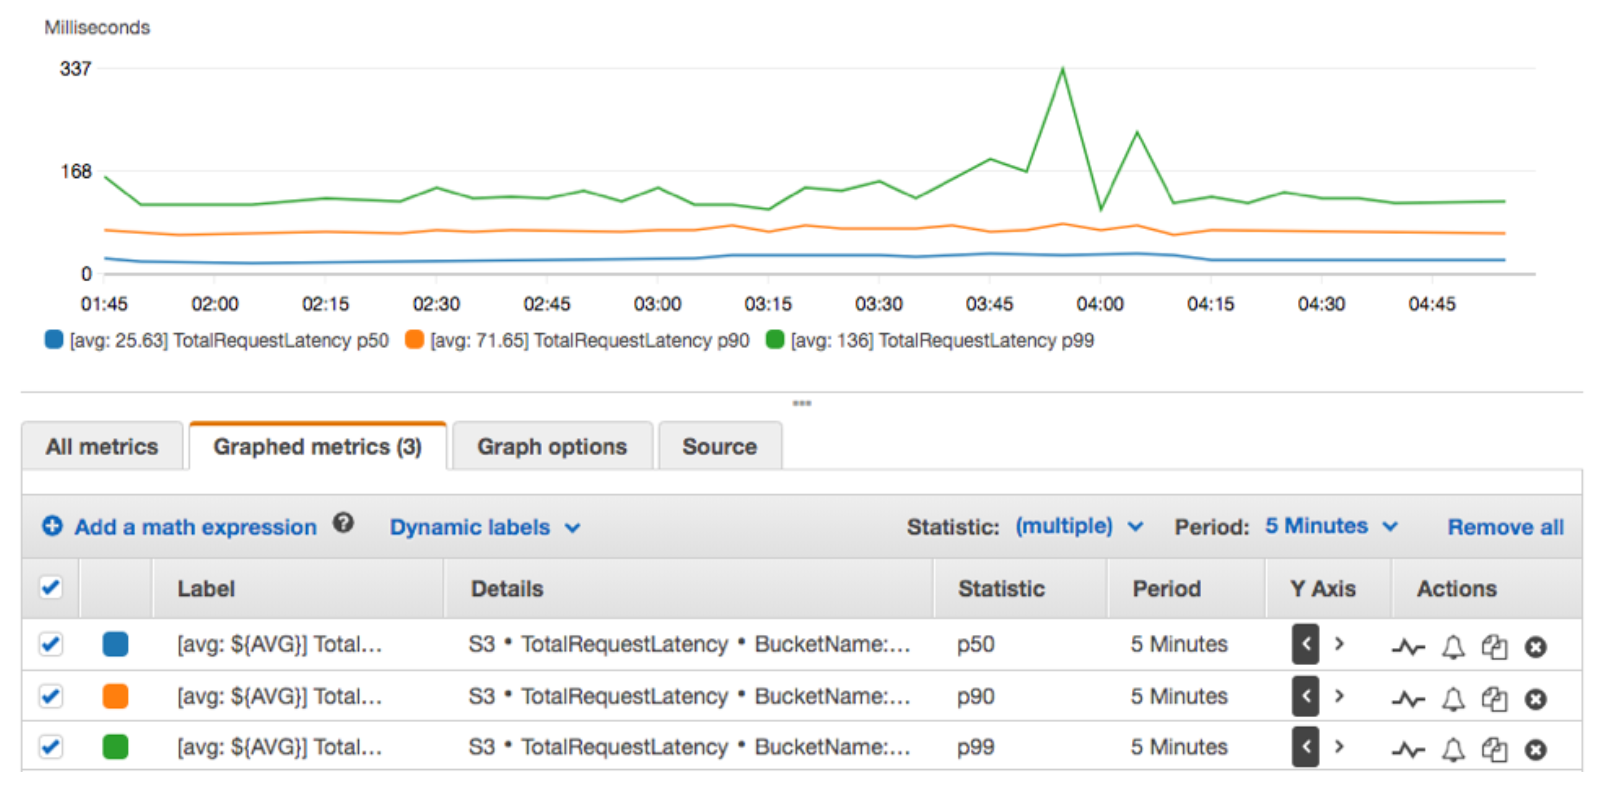 Milliseconds
337
168
0
01:45 02:00 02:15 02:30 02:45 03:00 03:15 03:30 03:45 04:00 04:15 04:30 04:45
[avg: 25.63] TotalRequestLatency p50 [avg: 71.65] TotalRequestLatency p90 [avg: 136] TotalRequestLatency p99
All metrics Graphed metrics (3) Graph options Source
Add a math expression ? Dynamic labels Statistic: (multiple) Period: 5 Minutes Remove all
Label Details Statistic Period Y Axis Actions
[avg: ${AVG}] Total... S3 • TotalRequestLatency • BucketName:... p50 5 Minutes < >
[avg: ${AVG}] Total... S3 • TotalRequestLatency • BucketName:... p90 5 Minutes < >
[avg: ${AVG}] Total... S3 • TotalRequestLatency • BucketName:... p99 5 Minutes < >